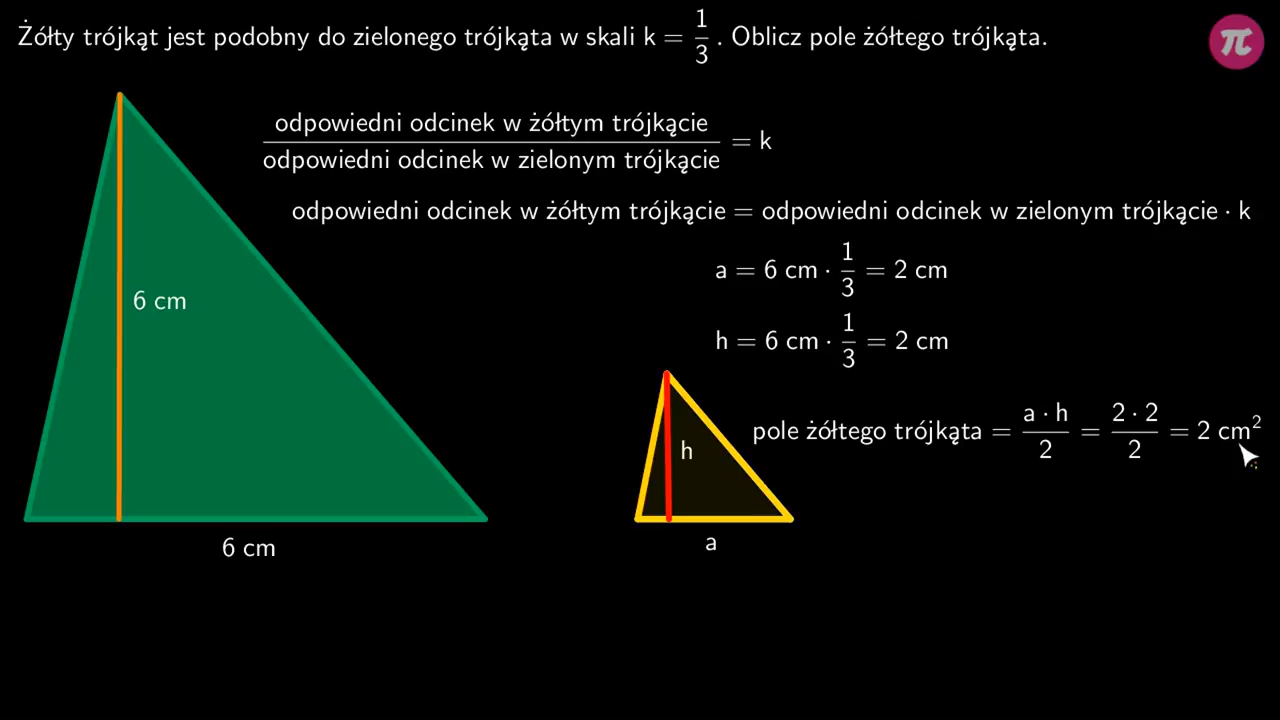 Żółty trójkąt jest podobny do zielonego trójkąta w skali k = 1/3 . Oblicz pole żółtego trójkąta.
π
odpowiedni odcinek w żółtym trójkącie / odpowiedni odcinek w zielonym trójkącie = k
odpowiedni odcinek w żółtym trójkącie = odpowiedni odcinek w zielonym trójkącie · k
a = 6 cm · 1/3 = 2 cm
6 cm
h = 6 cm · 1/3 = 2 cm
pole żółtego trójkąta = a · h / 2 = 2 · 2 / 2 = 2 cm²
h
6 cm
a